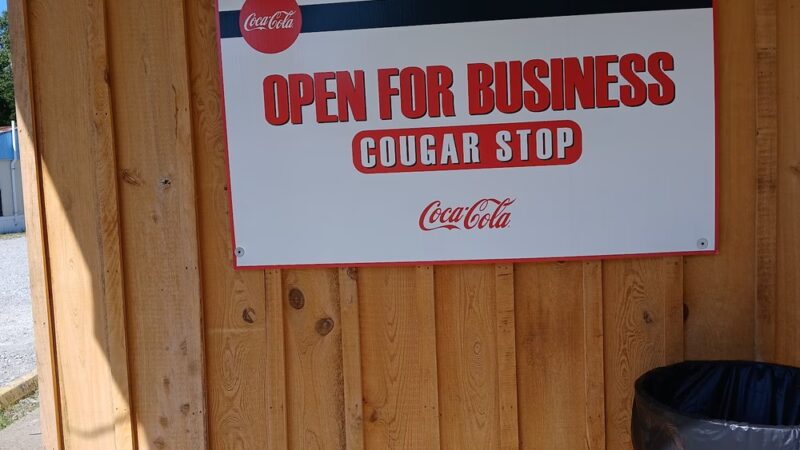 Coca-Cola
OPEN FOR BUSINESS
COUGAR STOP
Coca-Cola